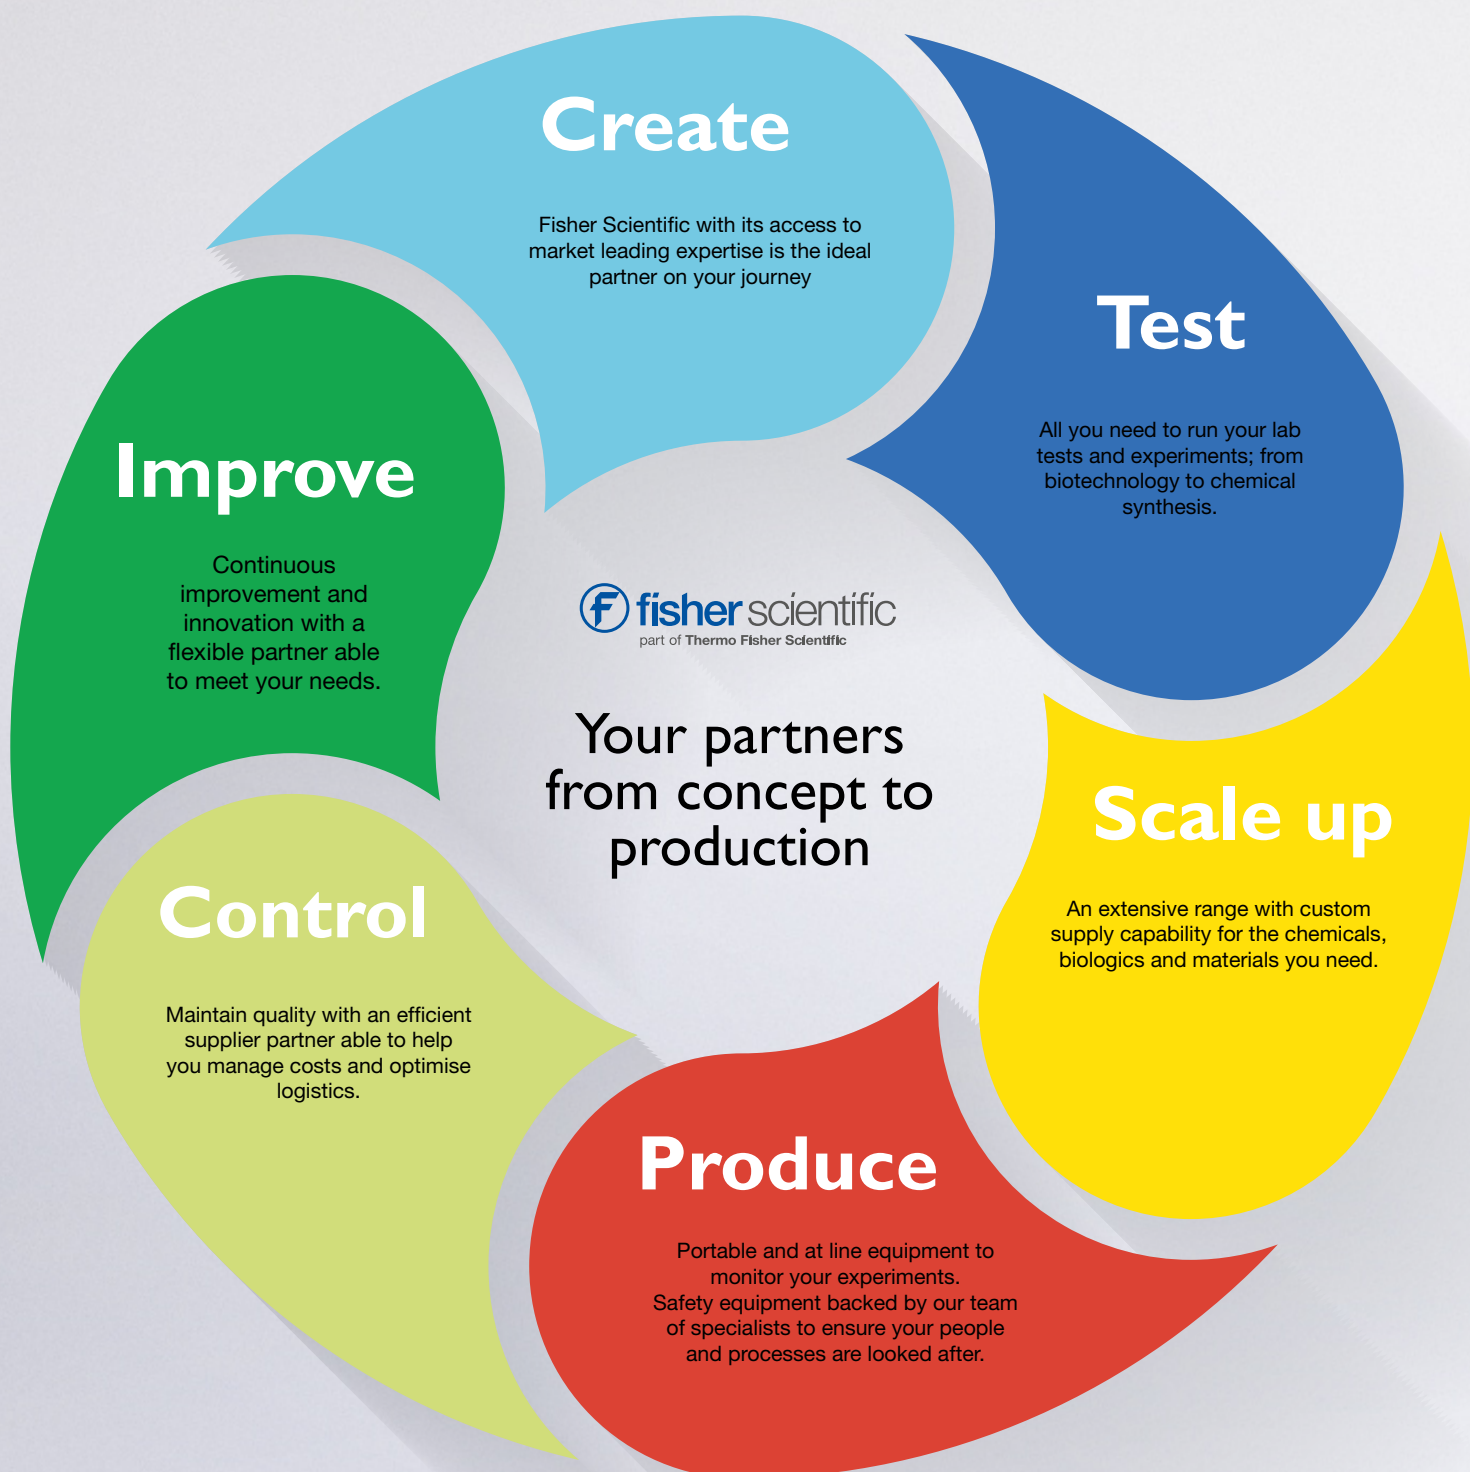 Create
Fisher Scientific with its access to
market leading expertise is the ideal
partner on your journey
Test
All you need to run your lab
tests and experiments; from
biotechnology to chemical
synthesis.
Scale up
An extensive range with custom
supply capability for the chemicals,
biologics and materials you need.
Produce
Portable and at line equipment to
monitor your experiments.
Safety equipment backed by our team
of specialists to ensure your people
and processes are looked after.
Control
Maintain quality with an efficient
supplier partner able to help
you manage costs and optimise
logistics.
Improve
Continuous
improvement and
innovation with a
flexible partner able
to meet your needs.
F fisher scientific
part of Thermo Fisher Scientific
Your partners
from concept to
production